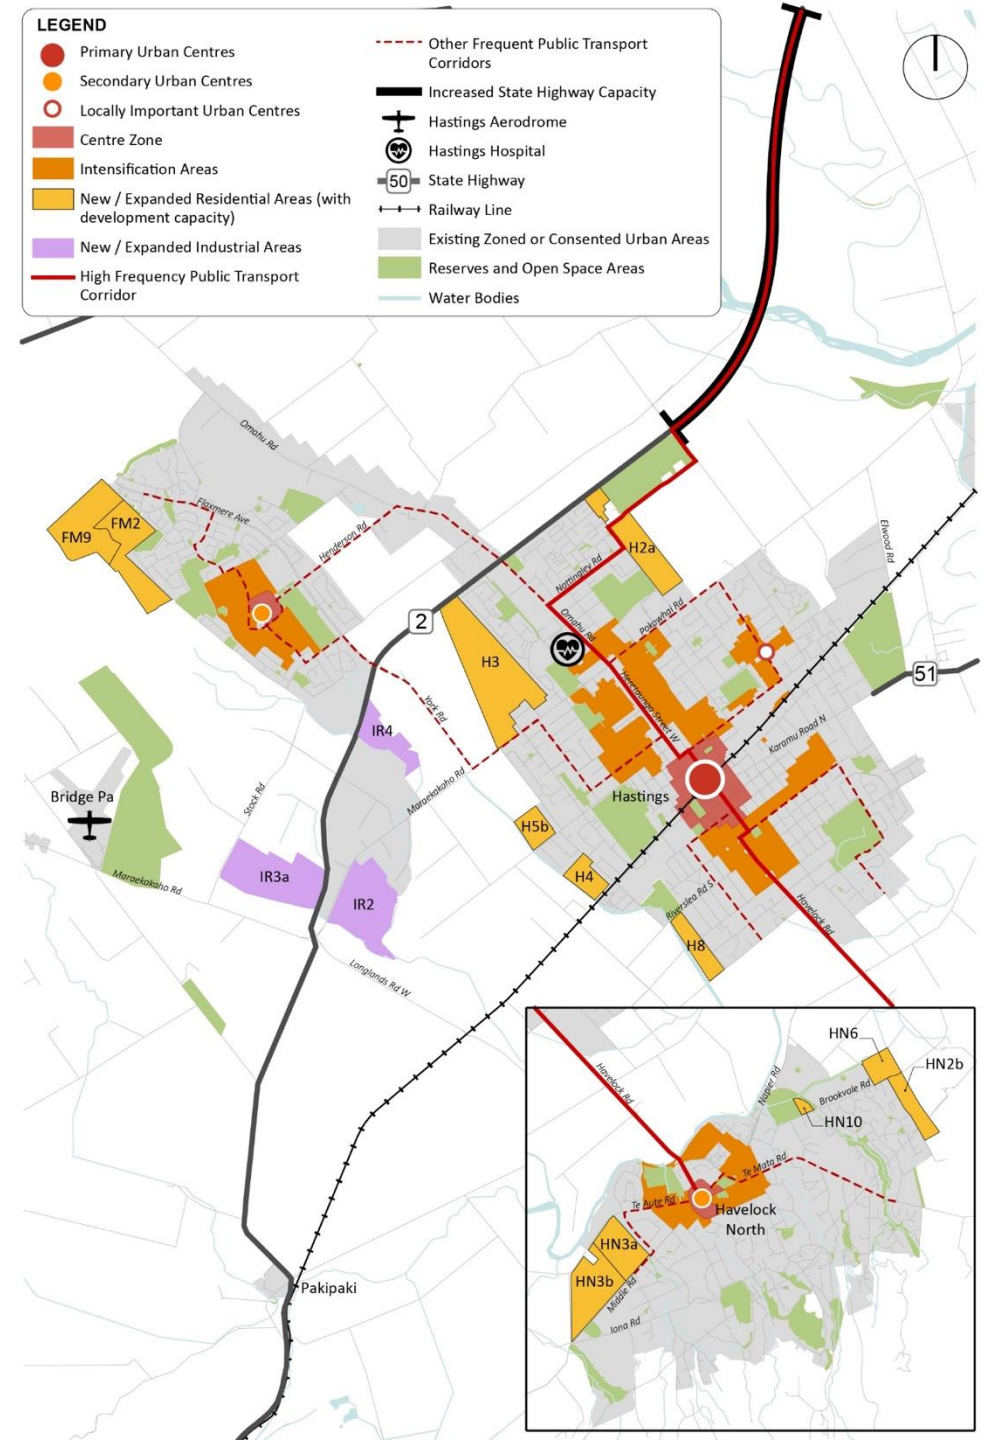 LEGEND
Primary Urban Centres
Secondary Urban Centres
Locally Important Urban Centres
Centre Zone
Intensification Areas
New / Expanded Residential Areas (with
development capacity)
New / Expanded Industrial Areas
High Frequency Public Transport
Corridor
Other Frequent Public Transport
Corridors
Increased State Highway Capacity
Hastings Aerodrome
Hastings Hospital
50
State Highway
Railway Line
Existing Zoned or Consented Urban Areas
Reserves and Open Space Areas
Water Bodies
Omahu Rd
Flaxmere Ave
FM2
FM9
Henderson Rd
Elwood Rd
H2a
Nottingley Rd
Pakowhai Rd
Omahu Rd
2
H3
Heretaunga Street W
51
York Rd
IR4
Karamu Road N
Bridge Pa
Stock Rd
Maraekakaho Rd
Hastings
H5b
Maraekakaho Rd
IR3a
H4
IR2
Riverslea Rd S
Havelock Rd
H8
Longlands Rd W
Pakipaki
Havelock Rd
Napier Rd
HN6
HN2b
Brookvale Rd
HN10
Te Mata Rd
Te Aute Rd
Havelock
North
HN3a
HN3b
Middle Rd
Iona Rd